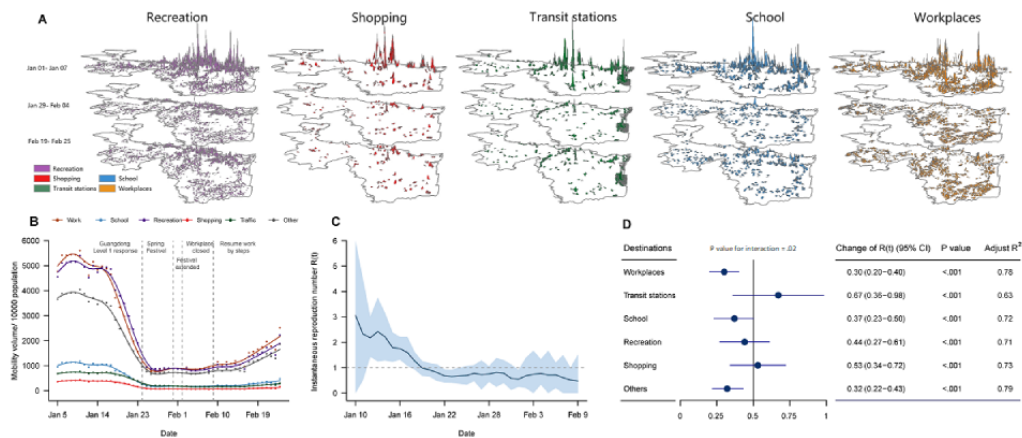 A
Recreation
Shopping
Transit stations
School
Workplaces
Jan 01- Jan 07
Jan 29- Feb 04
Feb 19- Feb 25
Recreation
Shopping
School
Transit stations
Workplaces
B
Work
School
Recreation
Shopping
Traffic
Other
Mobility volume/ 10000 population
6000
5000
4000
3000
2000
1000
0
Guangdong
Level 1 response
Spring
Festival
Festival
extended
Workplace
closed
Resume work
by steps
Jan 5
Jan 14
Jan 23
Feb 1
Feb 10
Feb 19
Date
C
Instantaneous reproduction number R(t)
6
5
4
3
2
1
0
Jan 10
Jan 16
Jan 22
Jan 28
Feb 3
Feb 9
Date
D
Destinations
P value for interaction = .02
Change of R(t) (95% CI)
P value
Adjust R²
Workplaces
0.30 (0.20−0.40)
<.001
0.78
Transit stations
0.67 (0.36−0.98)
<.001
0.63
School
0.37 (0.23−0.50)
<.001
0.72
Recreation
0.44 (0.27−0.61)
<.001
0.71
Shopping
0.53 (0.34−0.72)
<.001
0.73
Others
0.32 (0.22−0.43)
<.001
0.79
0
0.25
0.5
0.75
1